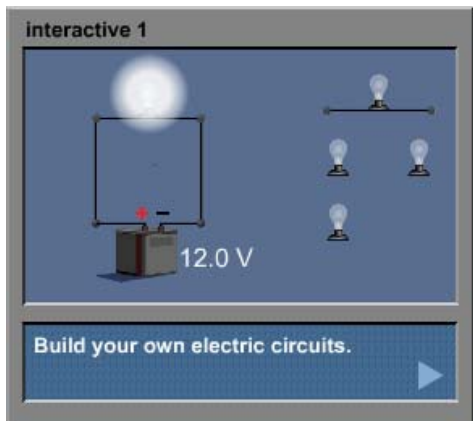 interactive 1
+ –
12.0 V
Build your own electric circuits.